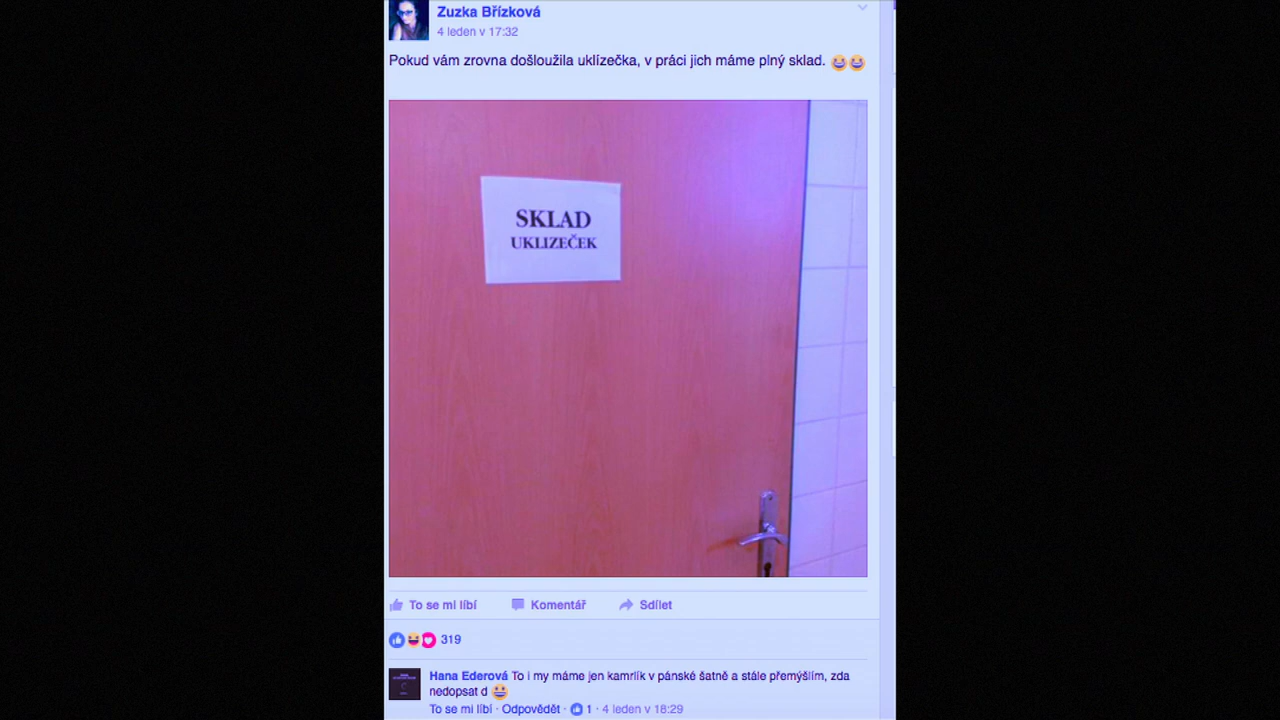 Zuzka Břízková
4 leden v 17:32
Pokud vám zrovna došloužila uklízečka, v práci jich máme plný sklad.
SKLAD
UKLIZEČEK
To se mi líbí Komentář Sdílet
319
Hana Ederová To i my máme jen kamrlík v pánské šatně a stále přemýšlím, zda
nedopsat d
To se mi líbí · Odpovědět · 1 · 4 leden v 18:29